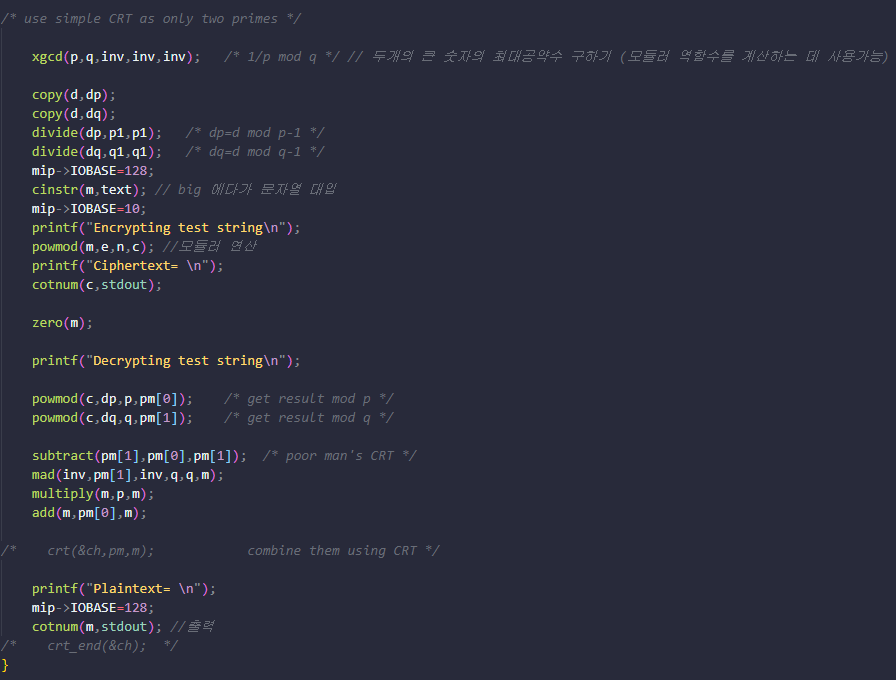 /* use simple CRT as only two primes */
xgcd(p,q,inv,inv,inv);   /* 1/p mod q */ // 두개의 큰 숫자의 최대공약수 구하기 (모듈러 역함수를 계산하는 데 사용가능)
copy(d,dp);
copy(d,dq);
divide(dp,p1,p1);   /* dp=d mod p-1 */
divide(dq,q1,q1);   /* dq=d mod q-1 */
mip->IOBASE=128;
cinstr(m,text); // big 에다가 문자열 대입
mip->IOBASE=10;
printf("Encrypting test string\n");
powmod(m,e,n,c); //모듈러 연산
printf("Ciphertext= \n");
cotnum(c,stdout);
zero(m);
printf("Decrypting test string\n");
powmod(c,dp,p,pm[0]);    /* get result mod p */
powmod(c,dq,q,pm[1]);    /* get result mod q */
subtract(pm[1],pm[0],pm[1]);  /* poor man's CRT */
mad(inv,pm[1],inv,q,q,m);
multiply(m,p,m);
add(m,pm[0],m);
/*    crt(&ch,pm,m);            combine them using CRT */
printf("Plaintext= \n");
mip->IOBASE=128;
cotnum(m,stdout); //출력
/*    crt_end(&ch);  */
}